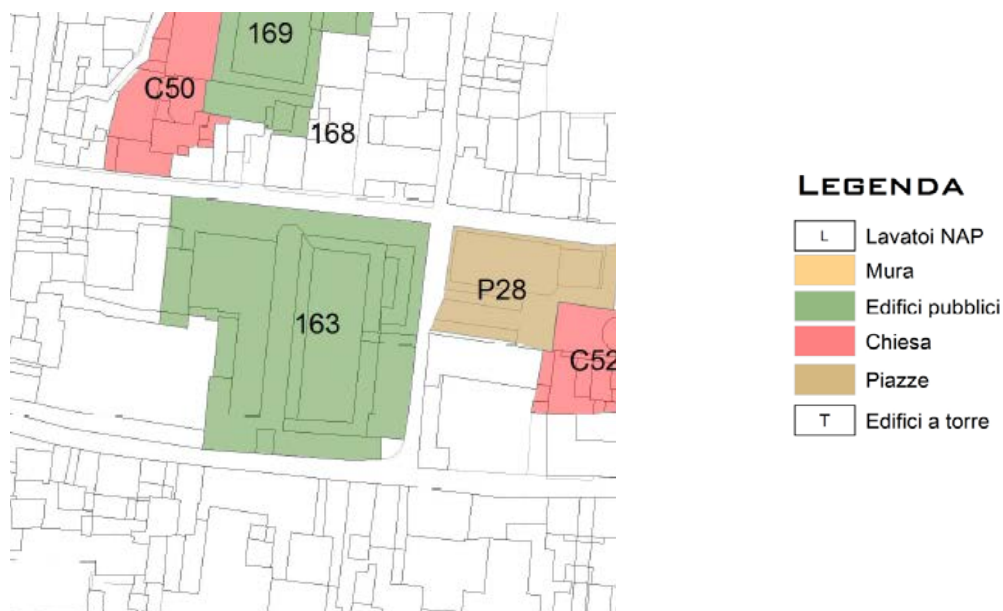 169
C50
168
163
P28
C52
LEGENDA
L Lavatoi NAP
Mura
Edifici pubblici
Chiesa
Piazze
T Edifici a torre